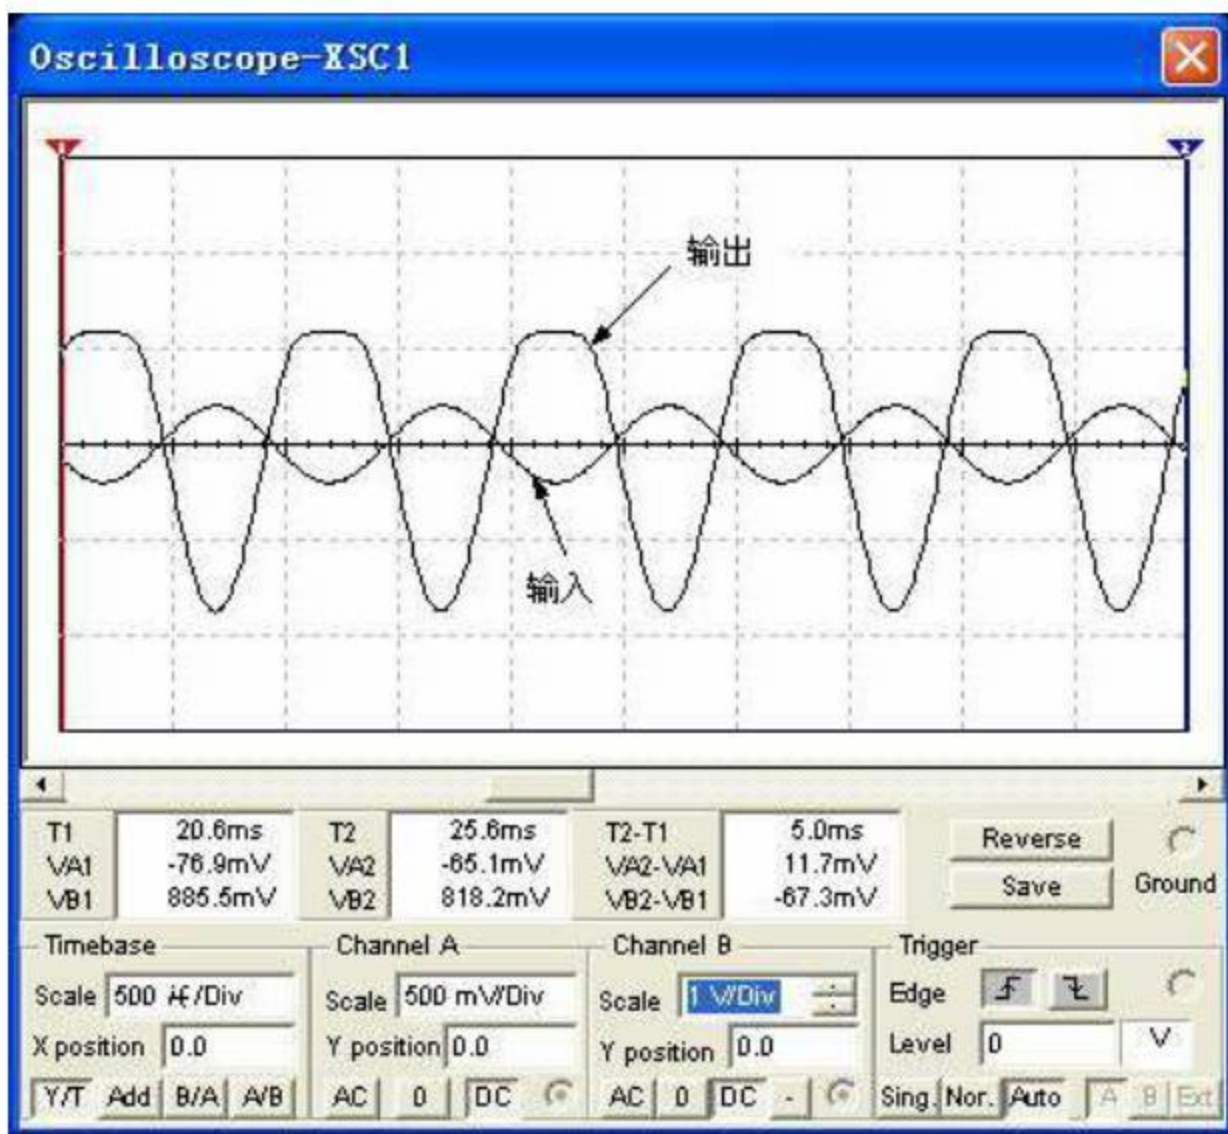 Oscilloscope-XSC1
1
2
输出
输入
T1 20.6ms T2 25.6ms T2-T1 5.0ms Reverse
VA1 -76.9mV VA2 -65.1mV VA2-VA1 11.7mV
VB1 885.5mV VB2 818.2mV VB2-VB1 -67.3mV Save Ground
Timebase Channel A Channel B Trigger
Scale 500 /Div Scale 500 mV/Div Scale 1 V/Div Edge
X position 0.0 Y position 0.0 Y position 0.0 Level 0 V
Y/T Add B/A A/B AC 0 DC AC 0 DC - Sing. Nor. Auto A B Ext